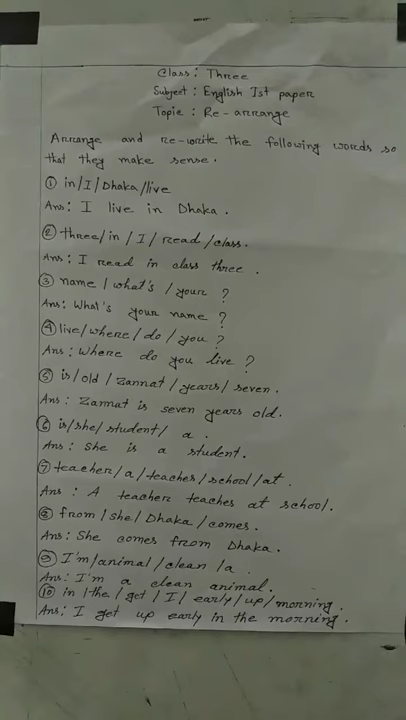 Class: Three
Subject: English Ist paper
Topic: Re-arrange
Arrange and re-write the following words so
that they make sense.
① in/I/Dhaka/live
Ans: I live in Dhaka.
② three/in/I/read/class.
Ans: I read in class three.
③ name/what's/your?
Ans: What's your name?
④ live/where/do/you?
Ans: Where do you live?
⑤ is/old/Zannat/years/seven.
Ans: Zannat is seven years old.
⑥ is/she/student/a.
Ans: She is a student.
⑦ teacher/a/teaches/school/at.
Ans: A teacher teaches at school.
⑧ from/she/Dhaka/comes.
Ans: She comes from Dhaka.
⑨ I'm/animal/clean/a.
Ans: I'm a clean animal.
⑩ in/the/get/I/early/up/morning.
Ans: I get up early in the morning.